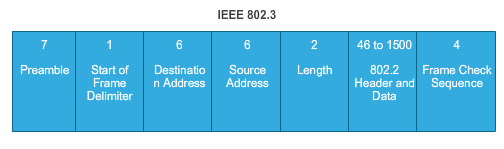 IEEE 802.3
7 1 6 6 2 46 to 1500 4
Preamble Start of Destinatio Source Length 802.2 Frame Check
Frame n Address Address Header and Sequence
Delimiter Data